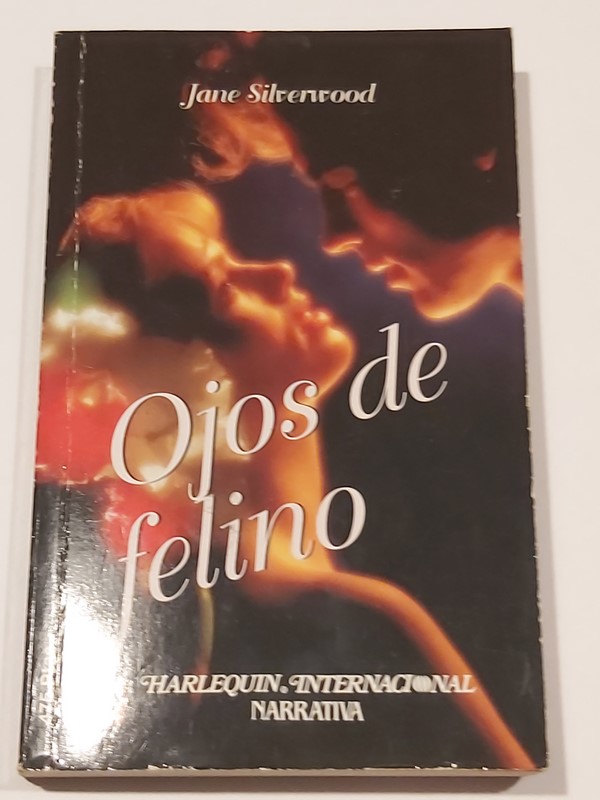 Jane Silverwood
Ojos de
felino
HARLEQUIN INTERNACIONAL
NARRATIVA